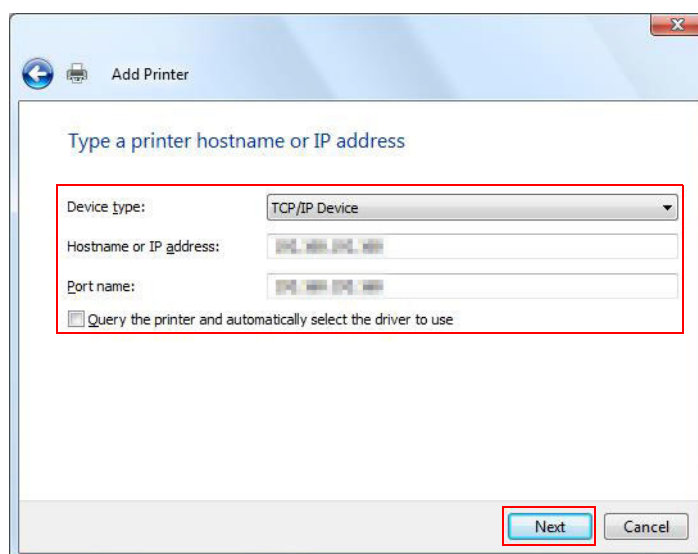 Add Printer
Type a printer hostname or IP address
Device type: TCP/IP Device
Hostname or IP address:
Port name:
Query the printer and automatically select the driver to use
Next Cancel